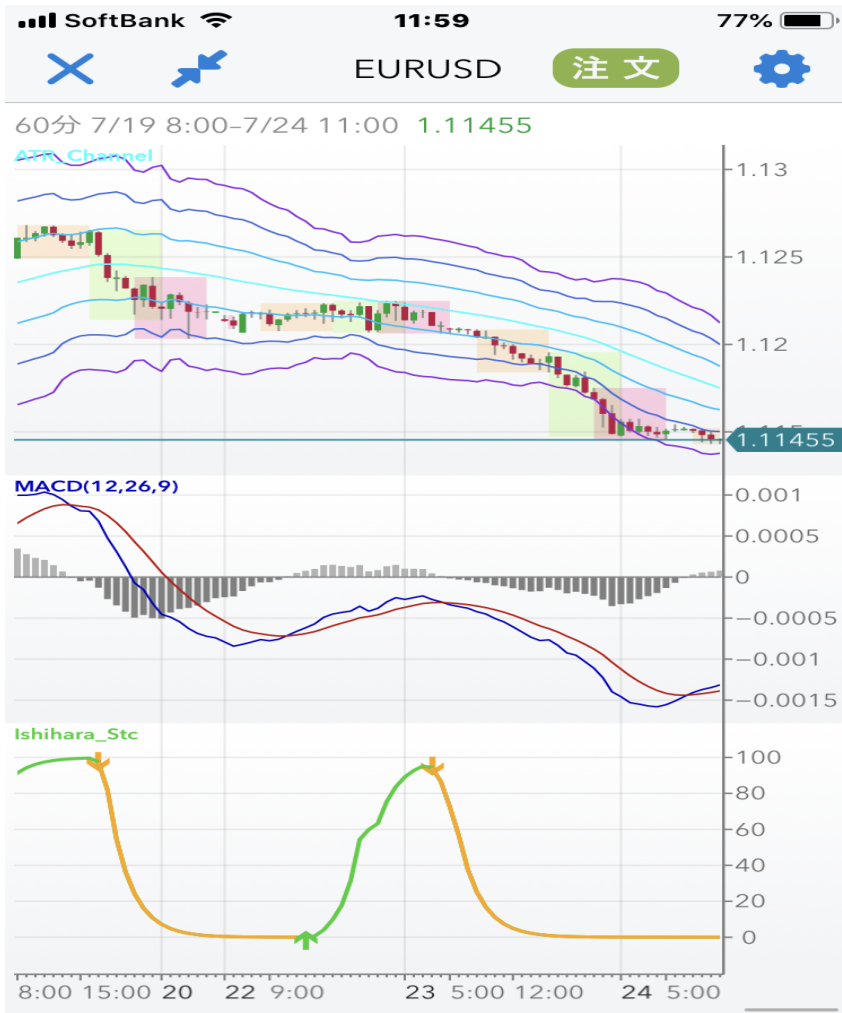 SoftBank 11:59 77%
EURUSD 注文
60分 7/19 8:00-7/24 11:00 1.11455
ATR_Channel
1.13
1.125
1.12
1.115
1.11455
MACD(12,26,9)
0.001
0.0005
0
−0.0005
−0.001
−0.0015
Ishihara_Stc
100
80
60
40
20
0
8:00 15:00 20 22 9:00 23 5:00 12:00 24 5:00